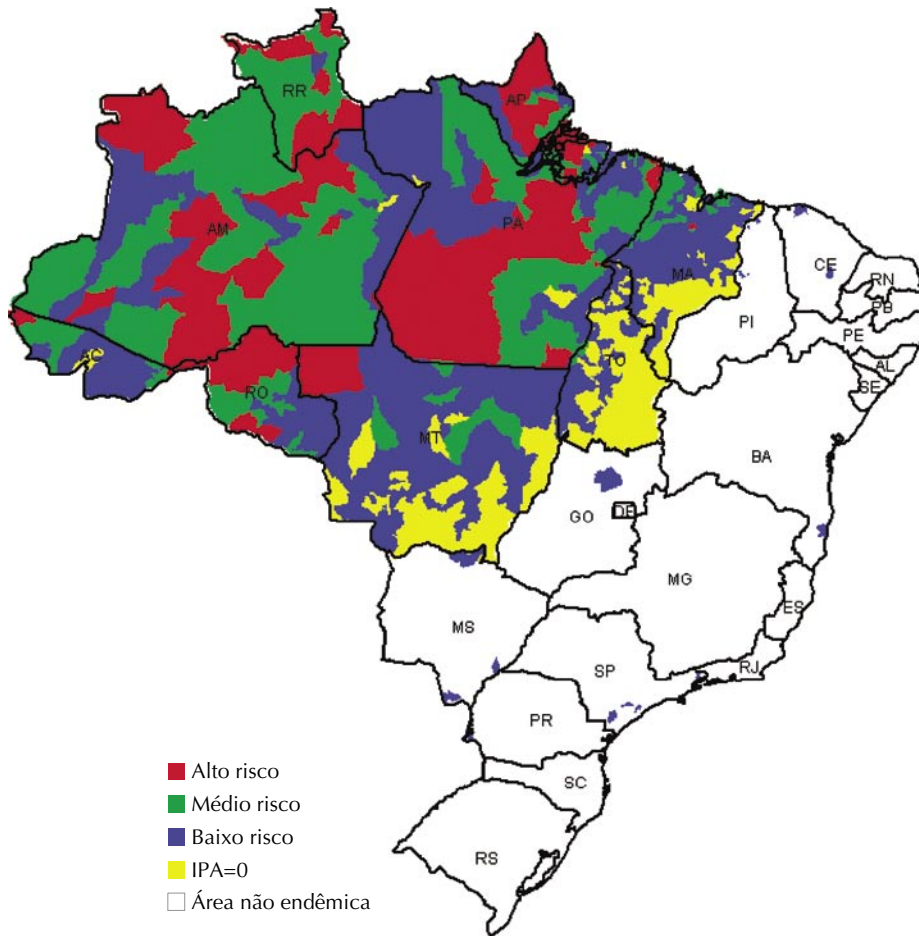 RR
AP
AM
PA
MA
CE
RN
PB
PI
PE
AC
TO
AL
RO
SE
MT
BA
GO
DF
MG
MS
ES
SP
RJ
PR
SC
RS
Alto risco
Médio risco
Baixo risco
IPA=0
Área não endêmica